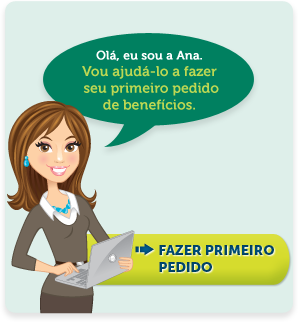 Olá, eu sou a Ana.
Vou ajudá-lo a fazer
seu primeiro pedido
de benefícios.
FAZER PRIMEIRO
PEDIDO